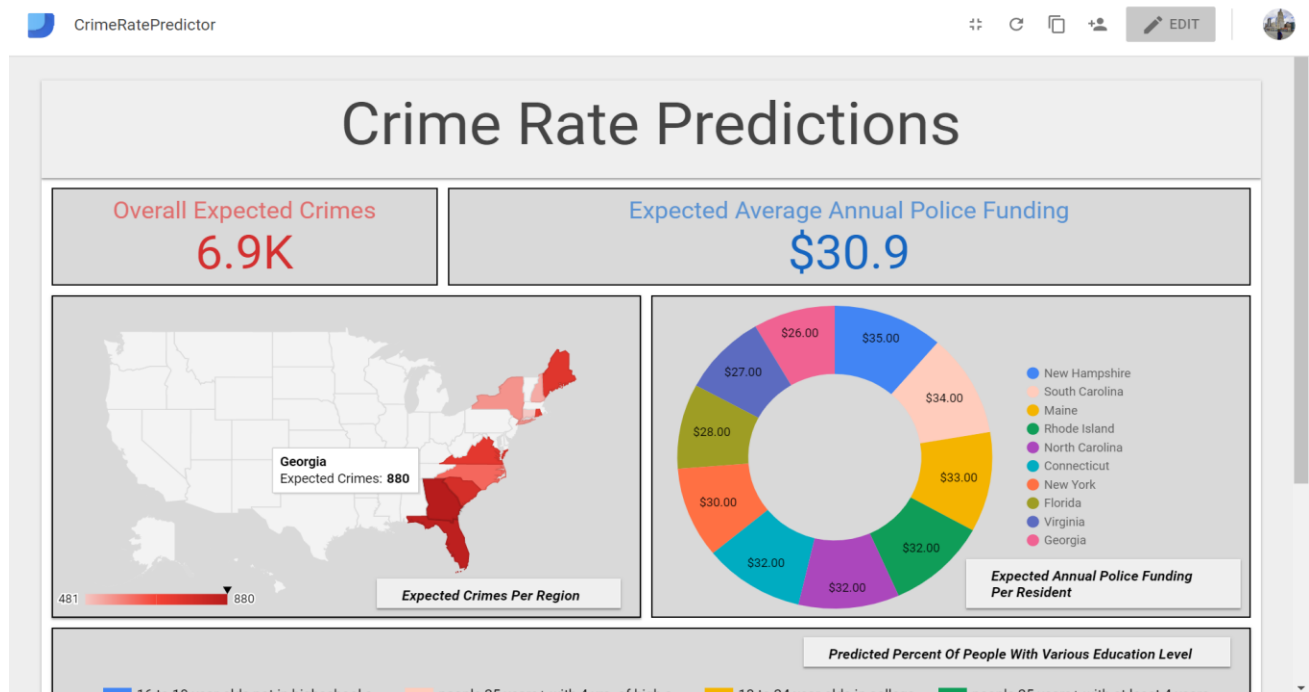 CrimeRatePredictor
EDIT
Crime Rate Predictions
Overall Expected Crimes
6.9K
Expected Average Annual Police Funding
$30.9
Georgia
Expected Crimes: 880
481
880
Expected Crimes Per Region
$35.00
$34.00
$33.00
$32.00
$32.00
$32.00
$30.00
$28.00
$27.00
$26.00
New Hampshire
South Carolina
Maine
Rhode Island
North Carolina
Connecticut
New York
Florida
Virginia
Georgia
Expected Annual Police Funding
Per Resident
Predicted Percent Of People With Various Education Level